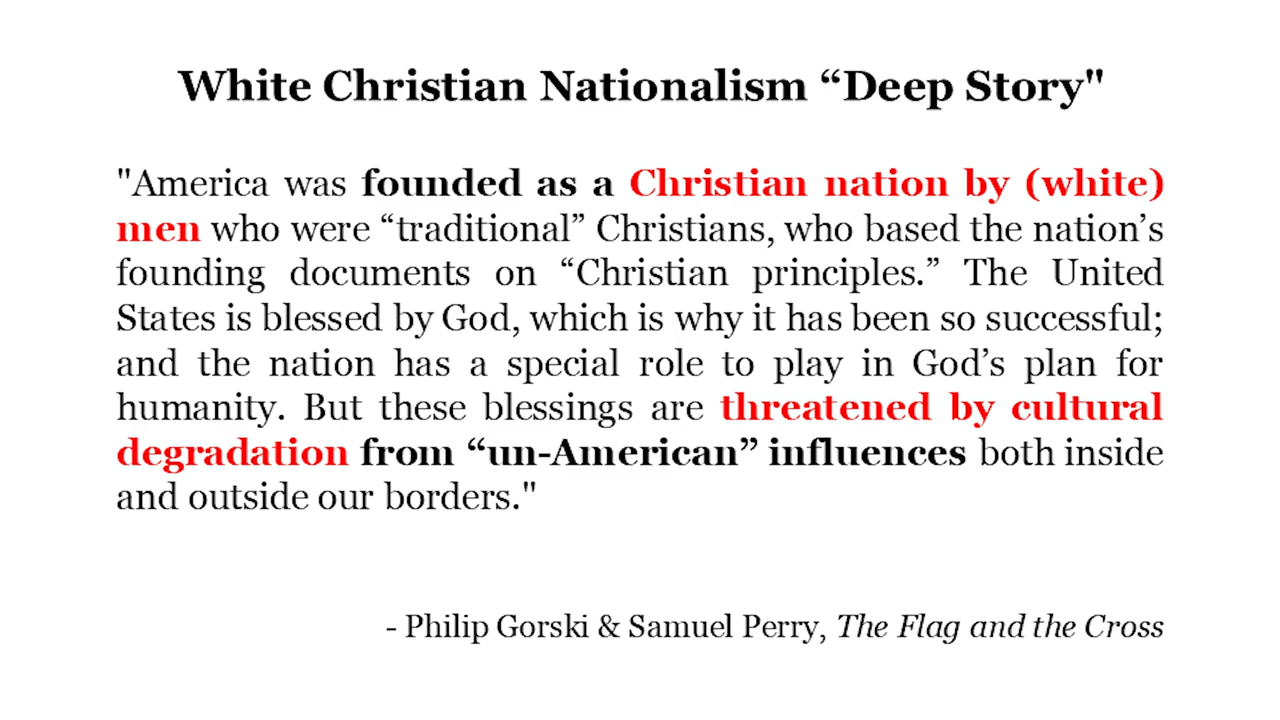 White Christian Nationalism “Deep Story"
"America was founded as a Christian nation by (white)
men who were “traditional” Christians, who based the nation’s
founding documents on “Christian principles.” The United
States is blessed by God, which is why it has been so successful;
and the nation has a special role to play in God’s plan for
humanity. But these blessings are threatened by cultural
degradation from “un-American” influences both inside
and outside our borders."
- Philip Gorski & Samuel Perry, The Flag and the Cross